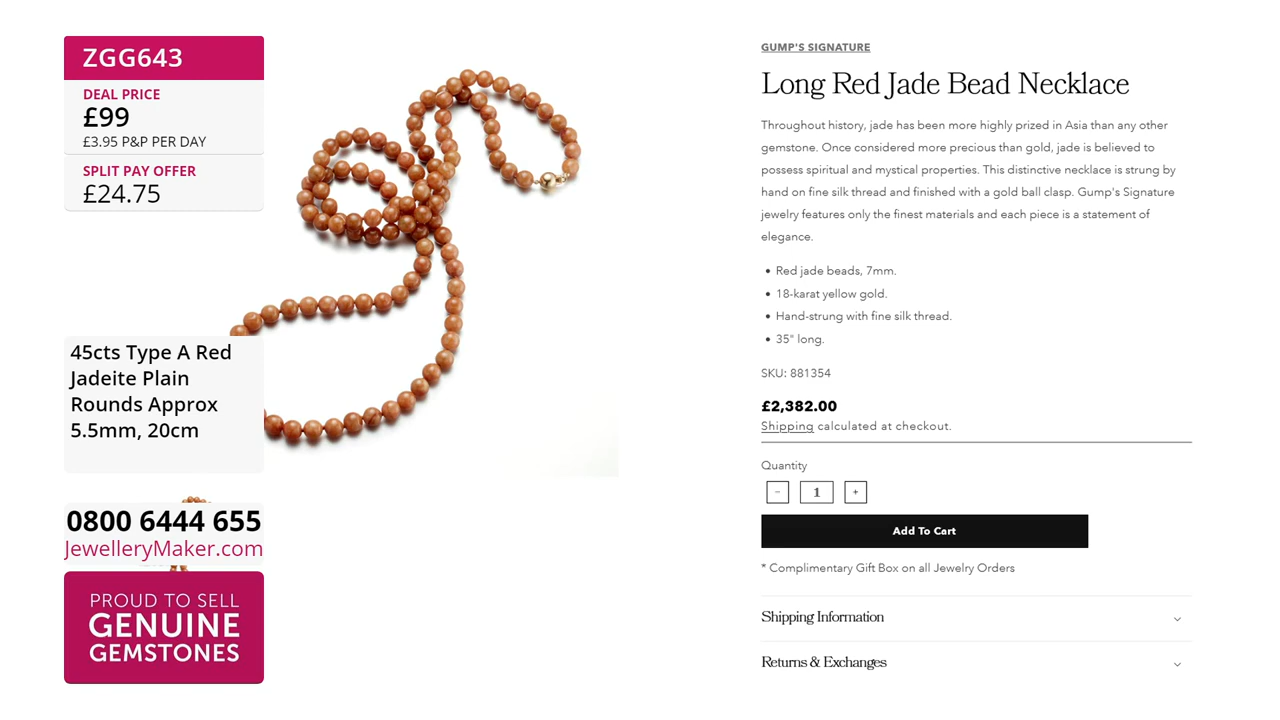 ZGG643
DEAL PRICE
£99
£3.95 P&P PER DAY
SPLIT PAY OFFER
£24.75
45cts Type A Red
Jadeite Plain
Rounds Approx
5.5mm, 20cm
0800 6444 655
JewelleryMaker.com
PROUD TO SELL
GENUINE
GEMSTONES
GUMP'S SIGNATURE
Long Red Jade Bead Necklace
Throughout history, jade has been more highly prized in Asia than any other
gemstone. Once considered more precious than gold, jade is believed to
possess spiritual and mystical properties. This distinctive necklace is strung by
hand on fine silk thread and finished with a gold ball clasp. Gump's Signature
jewelry features only the finest materials and each piece is a statement of
elegance.
• Red jade beads, 7mm.
• 18-karat yellow gold.
• Hand-strung with fine silk thread.
• 35" long.
SKU: 881354
£2,382.00
Shipping calculated at checkout.
Quantity
− 1 +
Add To Cart
* Complimentary Gift Box on all Jewelry Orders
Shipping Information
Returns & Exchanges